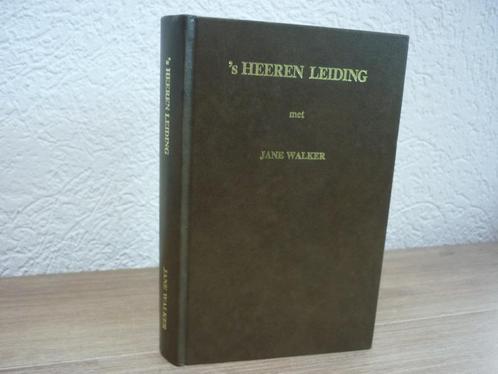 's HEEREN LEIDING
met
JANE WALKER
's HEEREN LEIDING
JANE WALKER